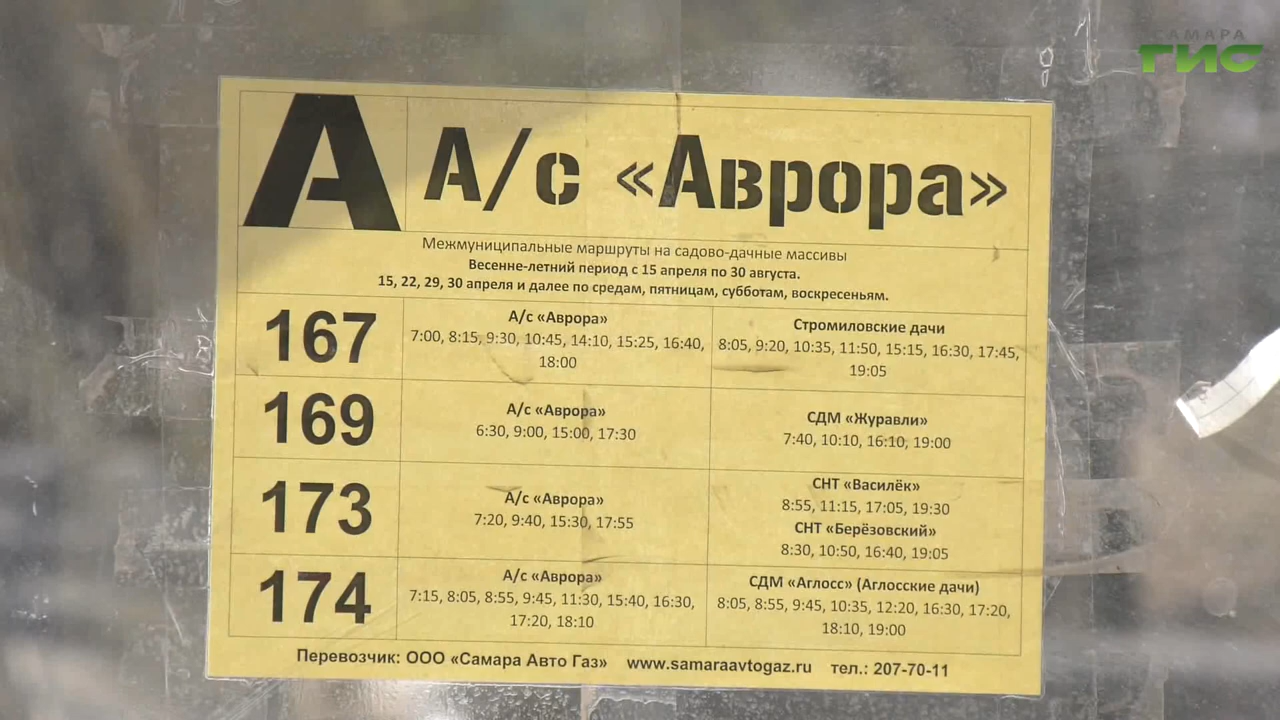 САМАРА
ГИС
А А/с «Аврора»
Межмуниципальные маршруты на садово-дачные массивы
Весенне-летний период с 15 апреля по 30 августа.
15, 22, 29, 30 апреля и далее по средам, пятницам, субботам, воскресеньям.
167
А/с «Аврора»
7:00, 8:15, 9:30, 10:45, 14:10, 15:25, 16:40,
18:00
Стромиловские дачи
8:05, 9:20, 10:35, 11:50, 15:15, 16:30, 17:45,
19:05
169
А/с «Аврора»
6:30, 9:00, 15:00, 17:30
СДМ «Журавли»
7:40, 10:10, 16:10, 19:00
173
А/с «Аврора»
7:20, 9:40, 15:30, 17:55
СНТ «Василёк»
8:55, 11:15, 17:05, 19:30
СНТ «Берёзовский»
8:30, 10:50, 16:40, 19:05
174
А/с «Аврора»
7:15, 8:05, 8:55, 9:45, 11:30, 15:40, 16:30,
17:20, 18:10
СДМ «Аглосс» (Аглосские дачи)
8:05, 8:55, 9:45, 10:35, 12:20, 16:30, 17:20,
18:10, 19:00
Перевозчик: ООО «Самара Авто Газ» www.samaraavtogaz.ru тел.: 207-70-11